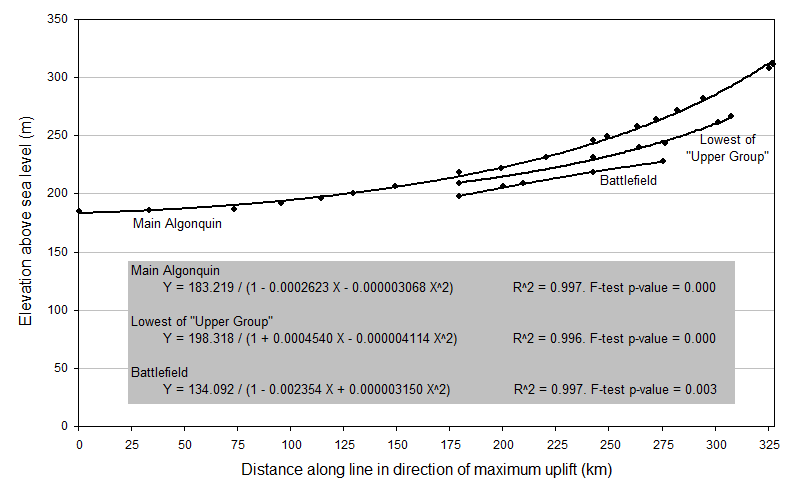 350
300
250
200
150
100
50
0
Elevation above sea level (m)
Main Algonquin
Lowest of
"Upper Group"
Battlefield
Main Algonquin
Y = 183.219 / (1 - 0.0002623 X - 0.000003068 X^2) R^2 = 0.997. F-test p-value = 0.000
Lowest of "Upper Group"
Y = 198.318 / (1 + 0.0004540 X - 0.000004114 X^2) R^2 = 0.996. F-test p-value = 0.000
Battlefield
Y = 134.092 / (1 - 0.002354 X + 0.000003150 X^2) R^2 = 0.997. F-test p-value = 0.003
0 25 50 75 100 125 150 175 200 225 250 275 300 325
Distance along line in direction of maximum uplift (km)